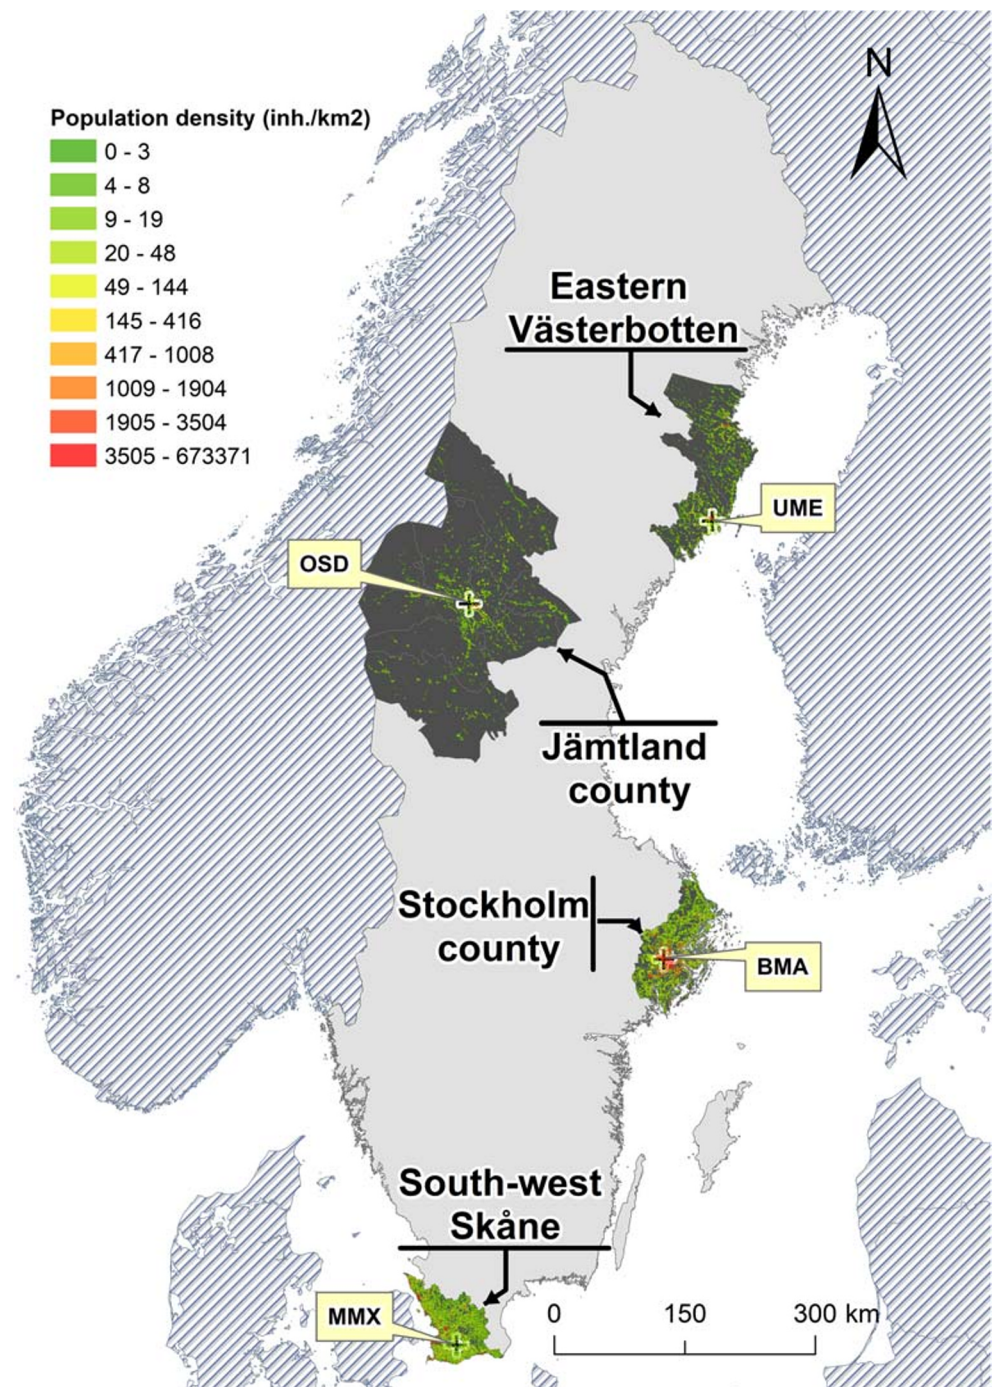 N
Population density (inh./km2)
0 - 3
4 - 8
9 - 19
20 - 48
49 - 144
145 - 416
417 - 1008
1009 - 1904
1905 - 3504
3505 - 673371
Eastern
Västerbotten
UME
OSD
Jämtland
county
Stockholm
county
BMA
South-west
Skåne
MMX
0 150 300 km